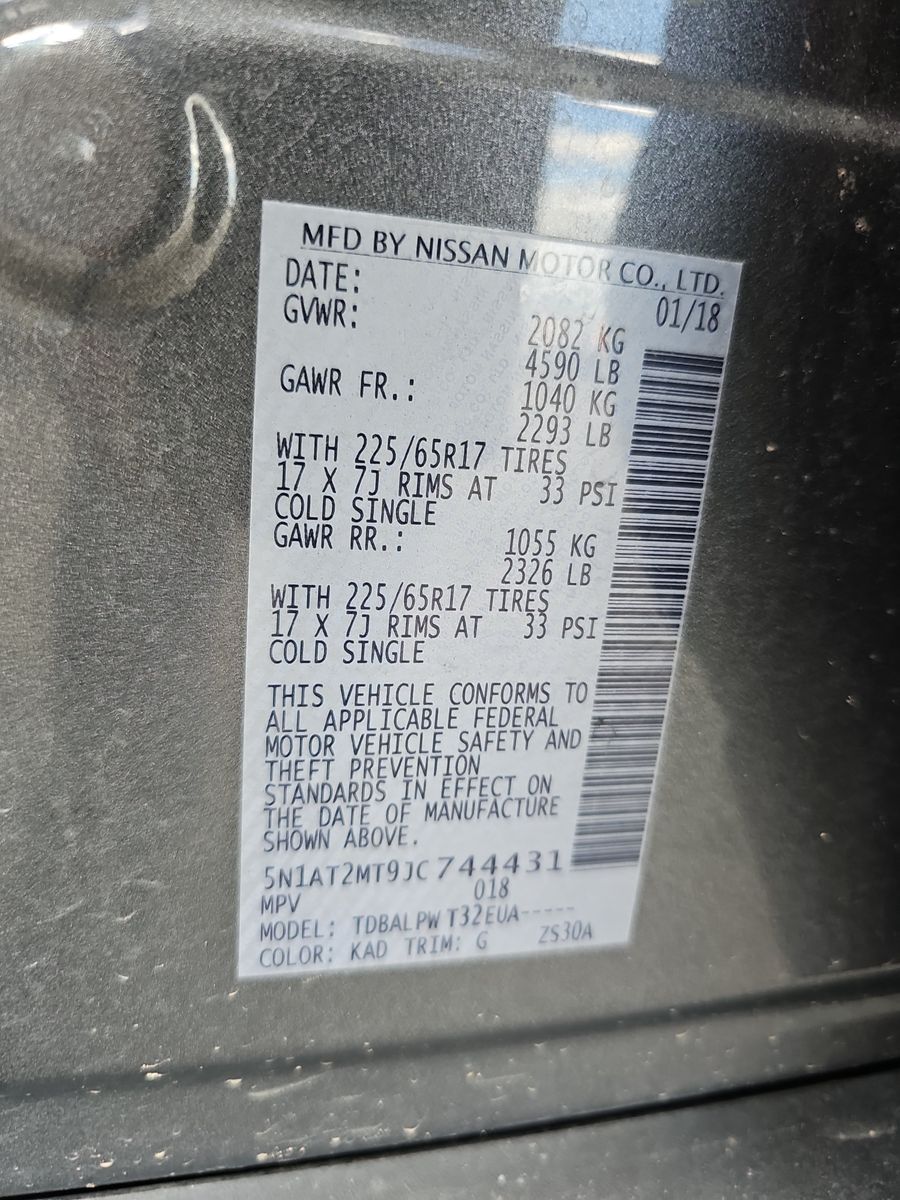 MFD BY NISSAN MOTOR CO., LTD.
DATE: 01/18
GVWR: 2082 KG
4590 LB
GAWR FR.: 1040 KG
2293 LB
WITH 225/65R17 TIRES
17 X 7J RIMS AT 33 PSI
COLD SINGLE
GAWR RR.: 1055 KG
2326 LB
WITH 225/65R17 TIRES
17 X 7J RIMS AT 33 PSI
COLD SINGLE
THIS VEHICLE CONFORMS TO
ALL APPLICABLE FEDERAL
MOTOR VEHICLE SAFETY AND
THEFT PREVENTION
STANDARDS IN EFFECT ON
THE DATE OF MANUFACTURE
SHOWN ABOVE.
5N1AT2MT9JC744431
MPV 018
MODEL: TDBALPW T32EUA-----
COLOR: KAD TRIM: G ZS30A